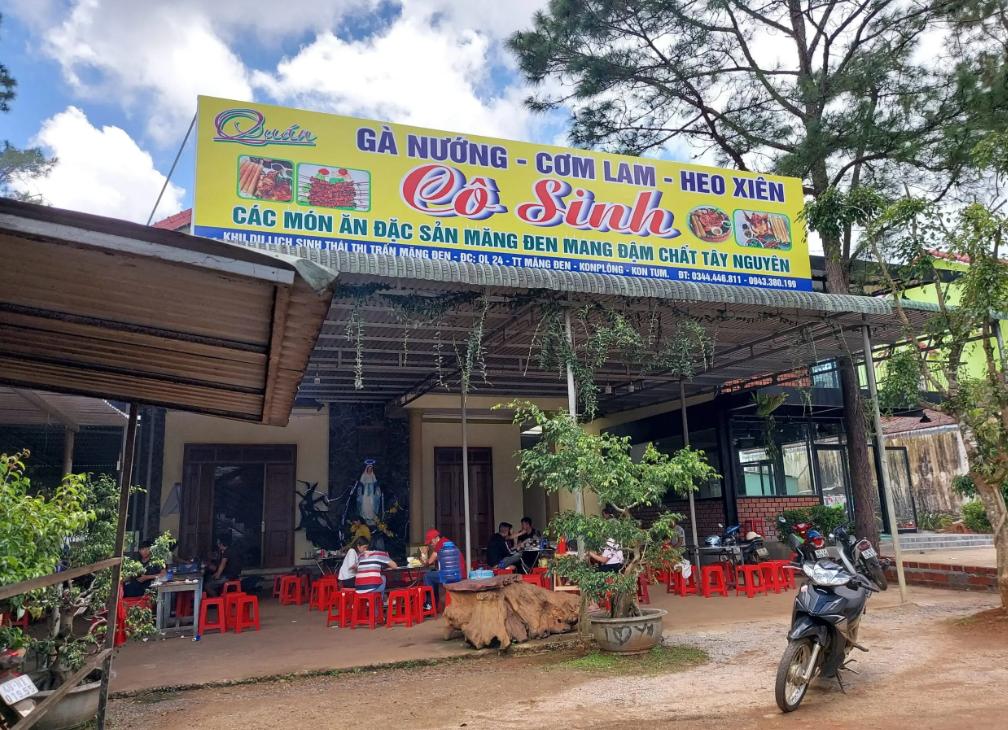 Quán
GÀ NƯỚNG - CƠM LAM - HEO XIÊN
Cô Sinh
CÁC MÓN ĂN ĐẶC SẢN MĂNG ĐEN MANG ĐẬM CHẤT TÂY NGUYÊN
KHU DU LỊCH SINH THÁI THỊ TRẤN MĂNG ĐEN - ĐC: QL 24 - TT MĂNG ĐEN - KONPLÔNG - KON TUM. ĐT: 0344.446.811 - 0943.380.199